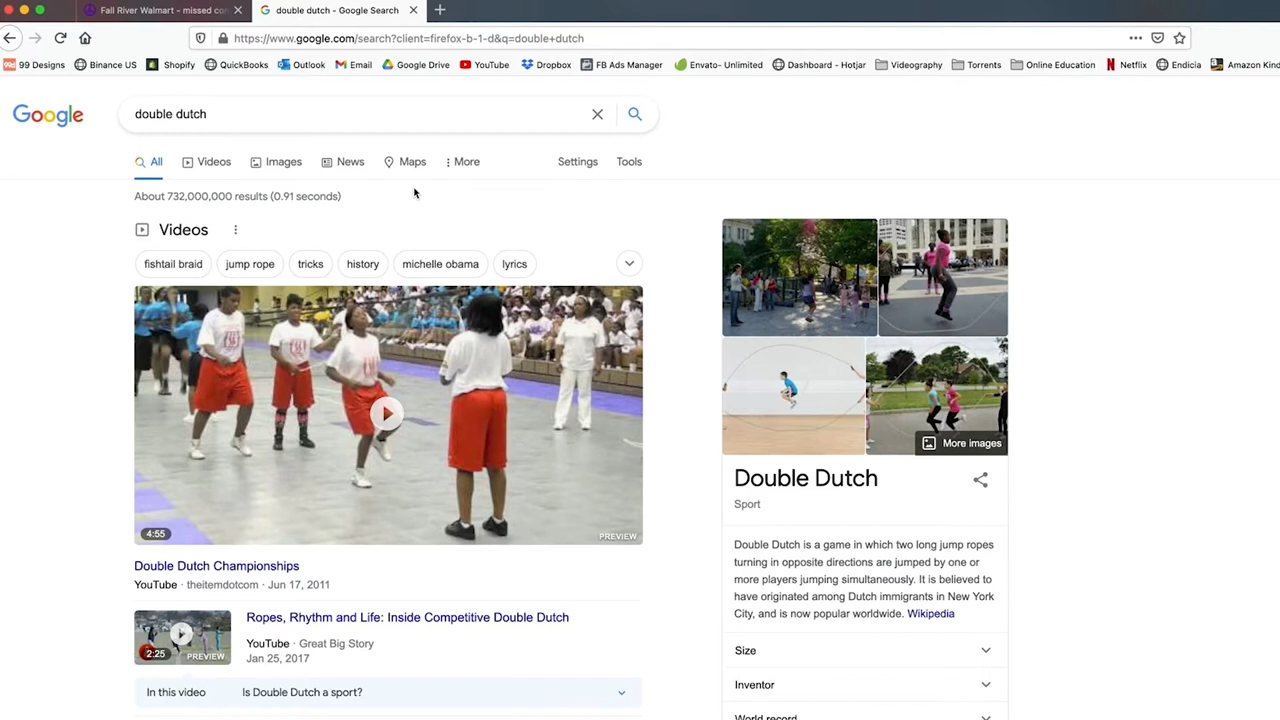 Fall River Walmart - missed co
double dutch - Google Search
https://www.google.com/search?client=firefox-b-1-d&q=double+dutch
99 Designs
Binance US
Shopify
QuickBooks
Outlook
Email
Google Drive
YouTube
Dropbox
FB Ads Manager
Envato- Unlimited
Dashboard - Hotjar
Videography
Torrents
Online Education
Netflix
Endicia
Amazon Kind
Google
double dutch
All
Videos
Images
News
Maps
More
Settings
Tools
About 732,000,000 results (0.91 seconds)
Videos
fishtail braid
jump rope
tricks
history
michelle obama
lyrics
4:55
PREVIEW
Double Dutch Championships
YouTube · theitemdotcom · Jun 17, 2011
2:25
PREVIEW
Ropes, Rhythm and Life: Inside Competitive Double Dutch
YouTube · Great Big Story
Jan 25, 2017
In this video
Is Double Dutch a sport?
More images
Double Dutch
Sport
Double Dutch is a game in which two long jump ropes
turning in opposite directions are jumped by one or
more players jumping simultaneously. It is believed to
have originated among Dutch immigrants in New York
City, and is now popular worldwide. Wikipedia
Size
Inventor
World record